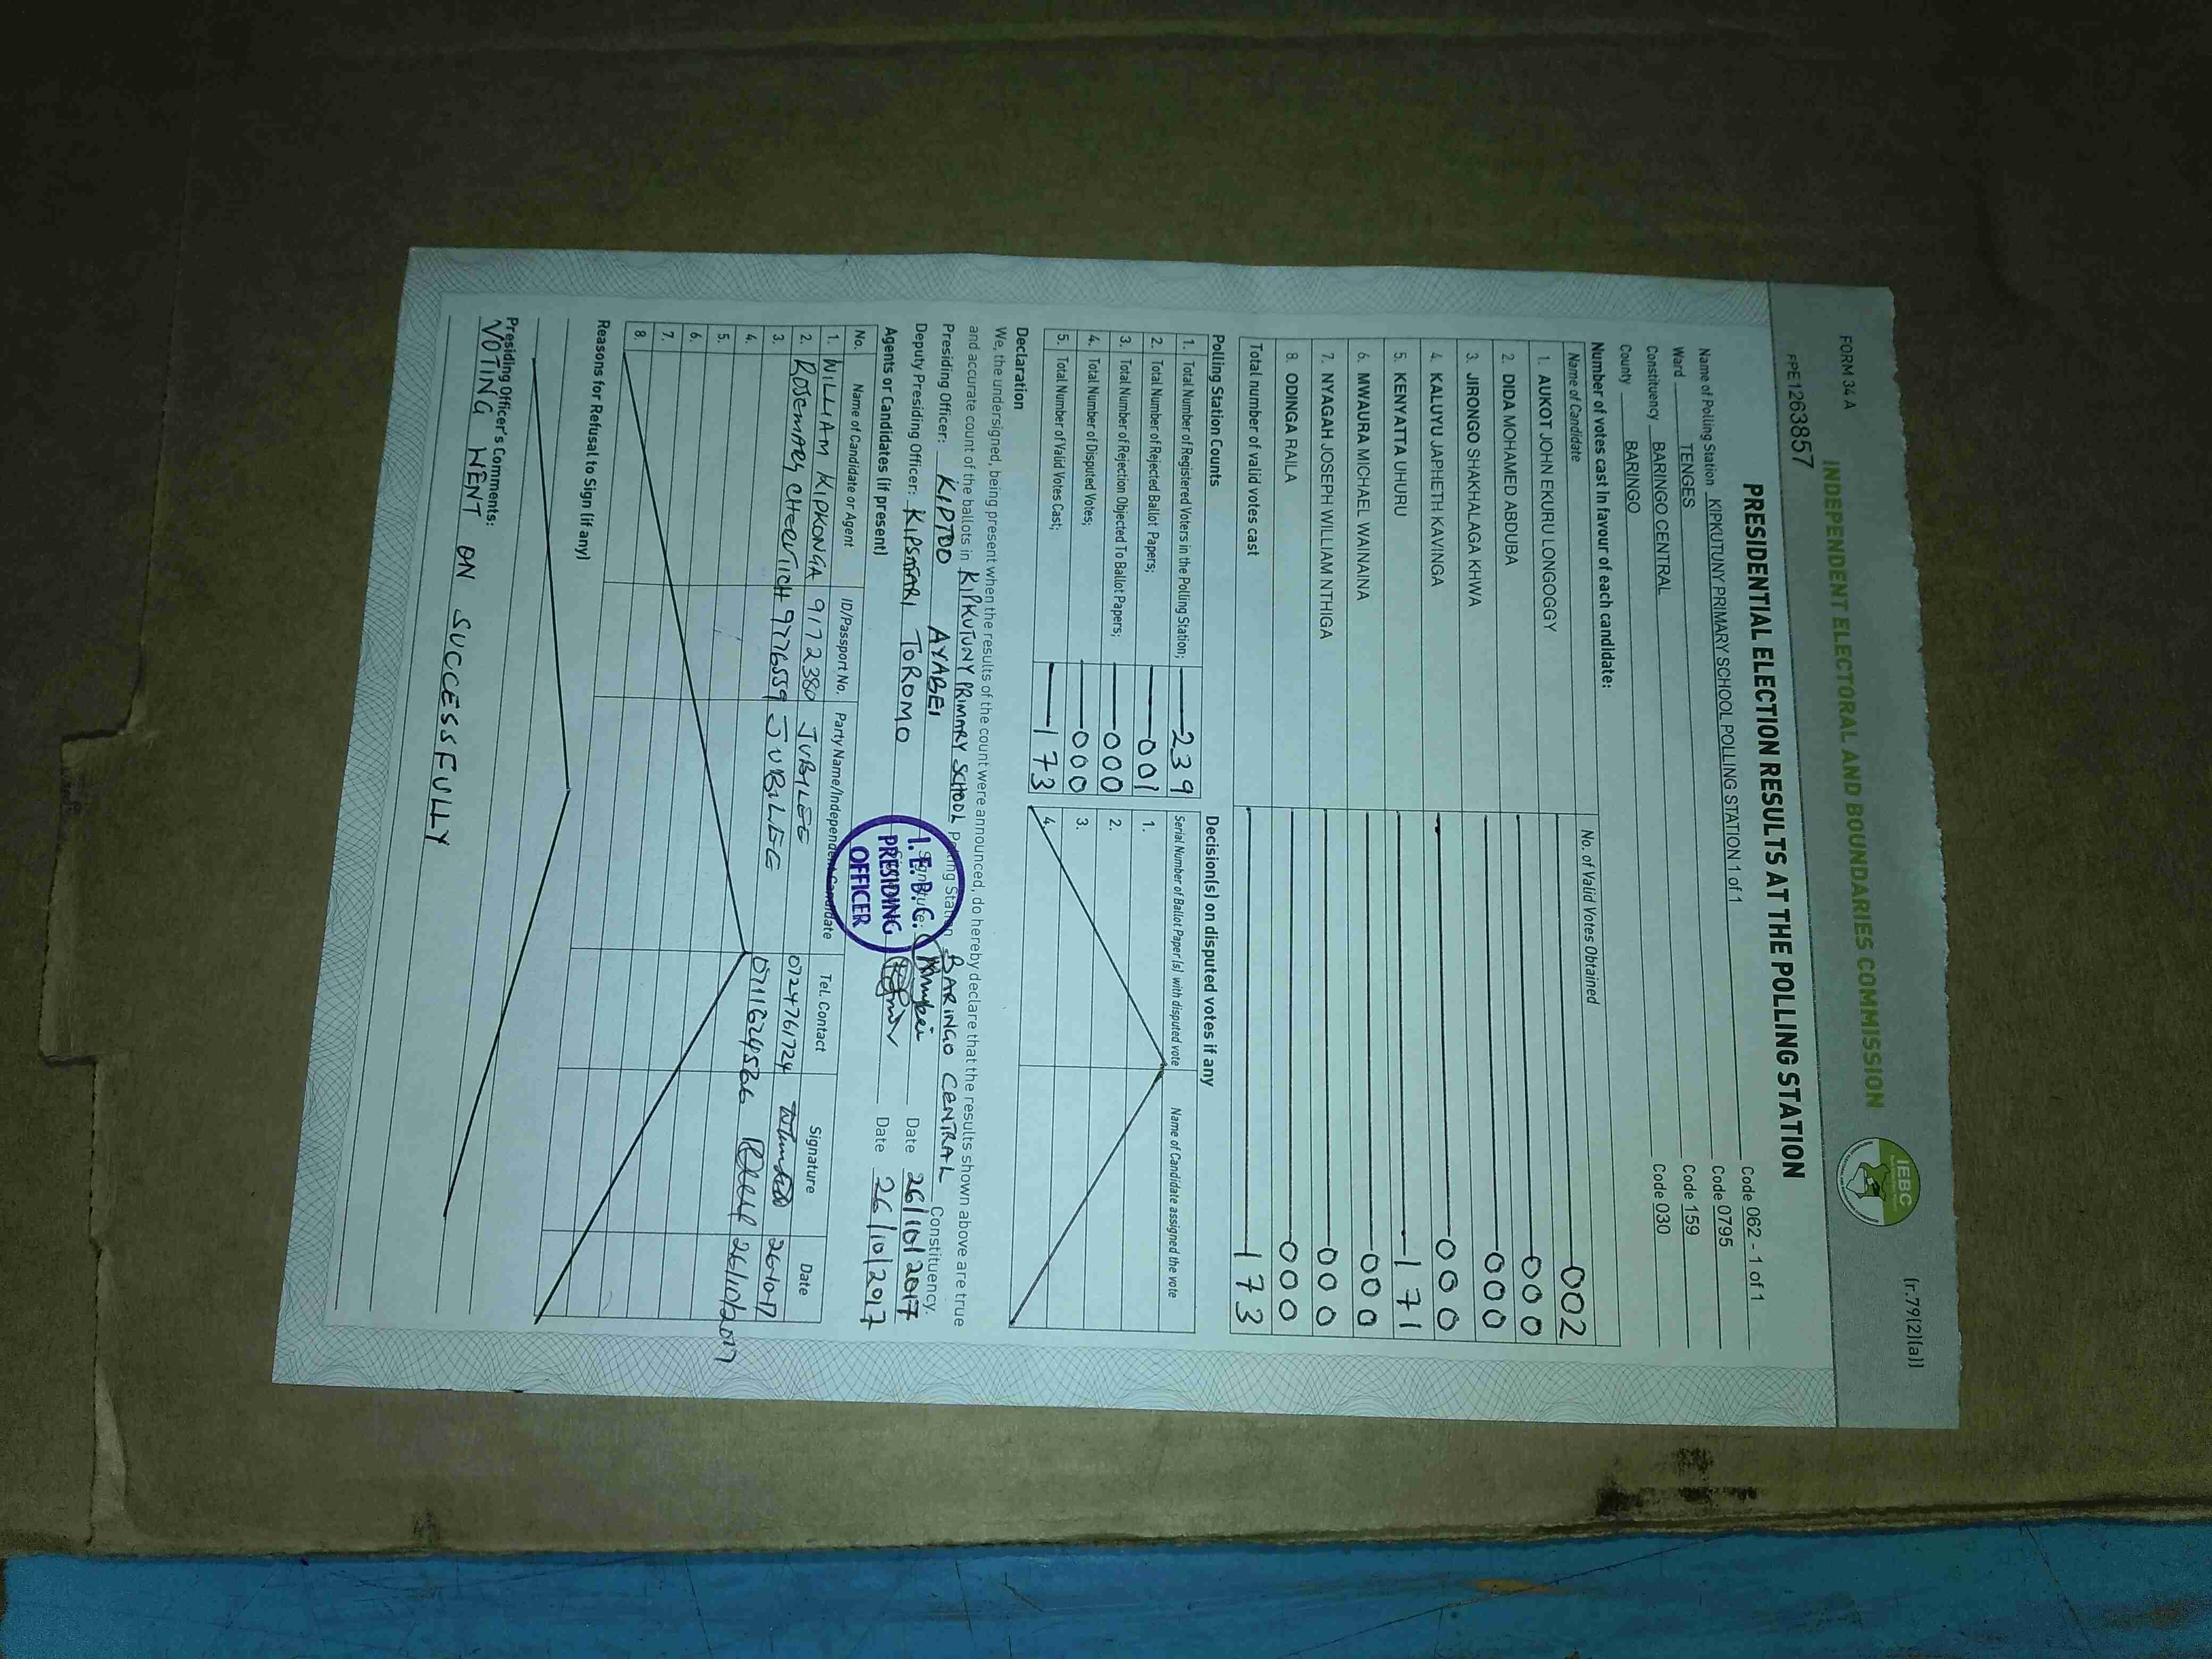 FORM 34 A
(r.79(2)(a))
INDEPENDENT ELECTORAL AND BOUNDARIES COMMISSION
IEBC
PPE1263857
PRESIDENTIAL ELECTION RESULTS AT THE POLLING STATION
Name of Polling Station KIPKUTUNY PRIMARY SCHOOL POLLING STATION 1 of 1 Code 062 - 1 of 1
Ward TENGES Code 0795
Constituency BARINGO CENTRAL Code 159
County BARINGO Code 030
Number of votes cast in favour of each candidate:
Name of Candidate No. of Valid Votes Obtained
1. AUKOT JOHN EKURU LONGOGGY 002
2. DIDA MOHAMED ABDUBA 000
3. JIRONGO SHAKHALAGA KHWA 000
4. KALUYU JAPHETH KAVINGA 000
5. KENYATTA UHURU 171
6. MWAURA MICHAEL WAINAINA 000
7. NYAGAH JOSEPH WILLIAM NTHIGA 000
8. ODINGA RAILA 000
Total number of valid votes cast 173
Polling Station Counts
1. Total Number of Registered Voters in the Polling Station; 239
2. Total Number of Rejected Ballot Papers; 001
3. Total Number of Rejection Objected To Ballot Papers; 000
4. Total Number of Disputed Votes; 000
5. Total Number of Valid Votes Cast; 173
Decision(s) on disputed votes if any
Serial Number of Ballot Paper(s) with disputed vote Name of Candidate assigned the vote
1.
2.
3.
4.
Declaration
We, the undersigned, being present when the results of the count were announced, do hereby declare that the results shown above are true
and accurate count of the ballots in KIPKUTUNY PRIMARY SCHOOL Polling Station BARINGO CENTRAL Constituency.
Presiding Officer: KIPTOO AYABEI Signature: Date 26/10/2017
Deputy Presiding Officer: KIPSATARI TOROMO Date 26/10/2017
I.E.B.C.
PRESIDING
OFFICER
Agents or Candidates (if present)
No. Name of Candidate or Agent ID/Passport No. Party Name/Independent Candidate Tel. Contact Signature Date
1. WILLIAM KIPKONGA 9172380 JUBILEE 0724761724 26-10-17
2. ROSEMARY CHEROTICH 9776559 JUBILEE 0711624566 26/10/2017
3.
4.
5.
6.
7.
8.
Reasons for Refusal to Sign (if any)
Presiding Officer's Comments:
VOTING WENT ON SUCCESSFULLY